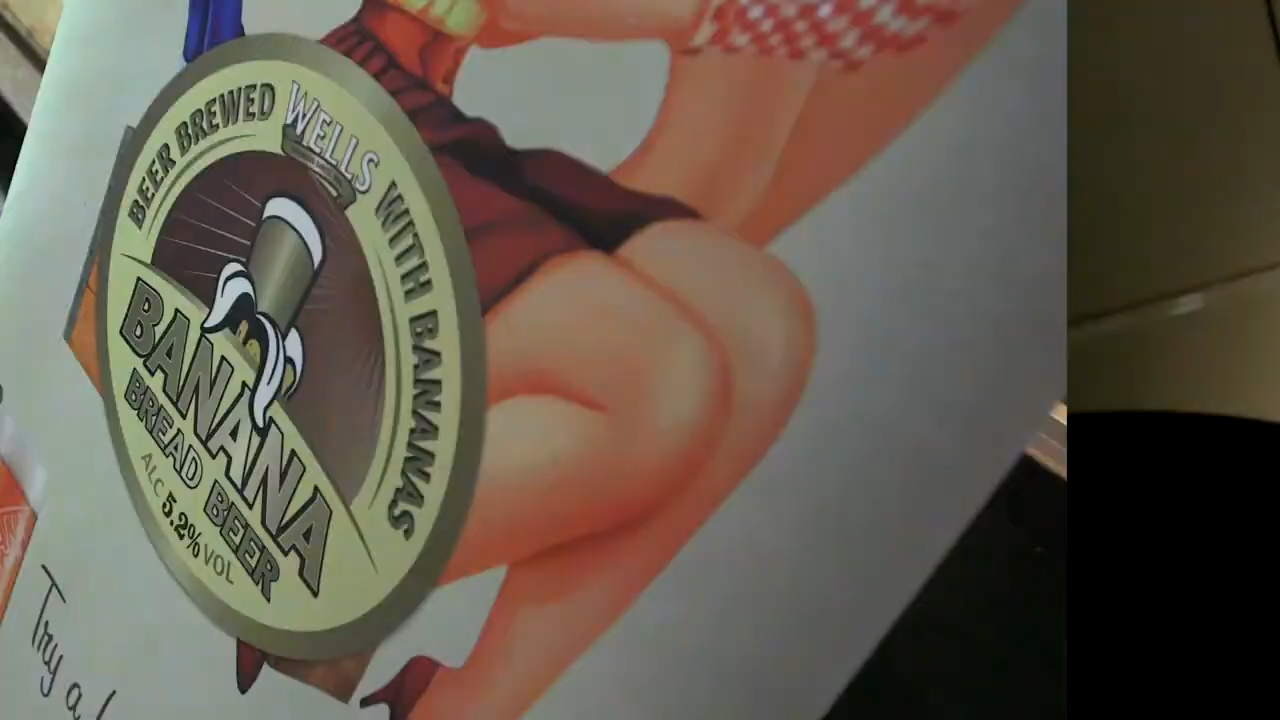 BEER BREWED
WELLS
WITH BANANAS
BANANA
BREAD BEER
ALC 5.2% VOL
Try a